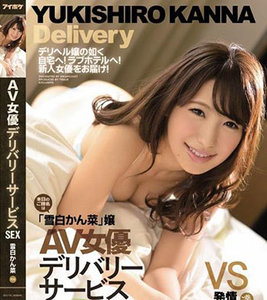 YUKISHIRO KANNA
Delivery
デリヘル嬢の如く
自宅へ!ラブホテルへ!
新人女優をお届け!
「雪白かん菜」嬢
AV女優
デリバリー
サービス
VS
発情
AV女優デリバリーサービス
SEX
雪白かん菜